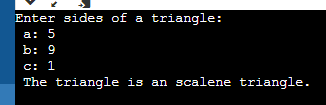 Enter sides of a triangle:
a: 5
b: 9
c: 1
The triangle is an scalene triangle.